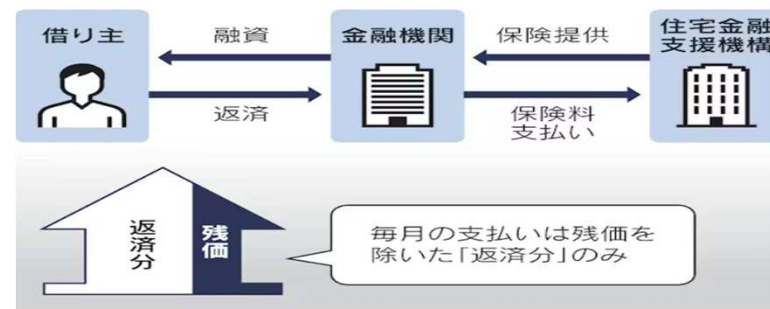 借り主
融資
返済
金融機関
保険提供
保険料
支払い
住宅金融
支援機構
返済分
残価
毎月の支払いは残価を
除いた「返済分」のみ